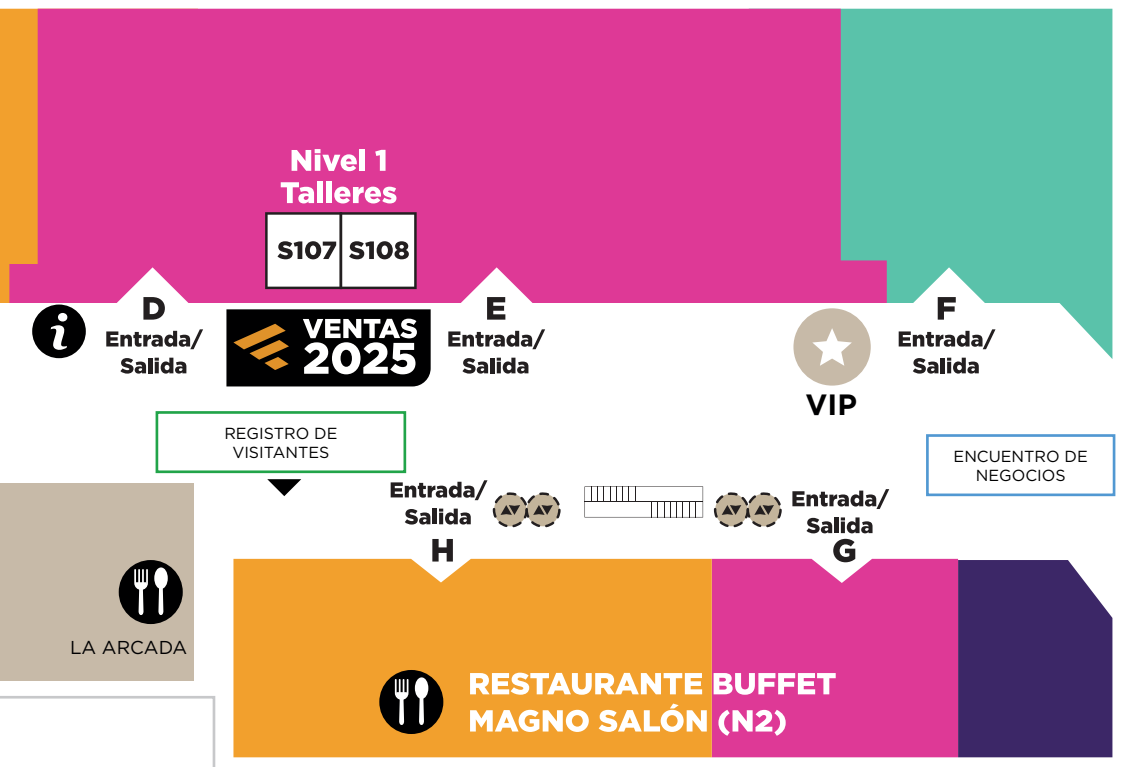 Nivel 1
Talleres
S107 S108
D
Entrada/
Salida
VENTAS
2025
E
Entrada/
Salida
F
Entrada/
Salida
VIP
REGISTRO DE
VISITANTES
ENCUENTRO DE
NEGOCIOS
Entrada/
Salida
H
Entrada/
Salida
G
LA ARCADA
RESTAURANTE BUFFET
MAGNO SALÓN (N2)